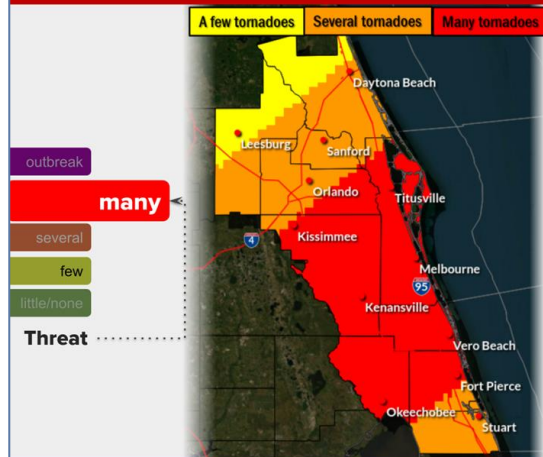 A few tornadoes
Several tornadoes
Many tornadoes
Daytona Beach
Leesburg
Sanford
outbreak
Orlando
many
Titusville
several
4
Kissimmee
few
Melbourne
95
little/none
Kenansville
Threat
Vero Beach
Fort Pierce
Okeechobee
Stuart